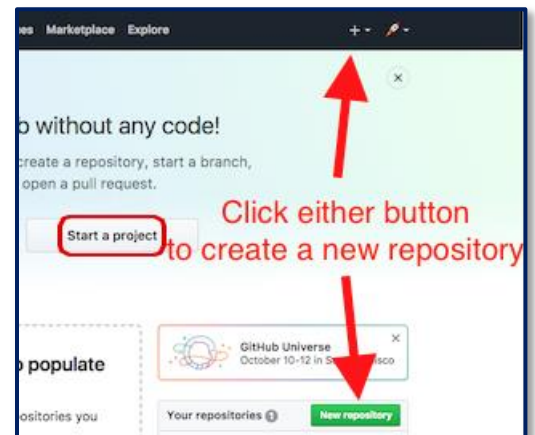 Marketplace Explore
without any code!
create a repository, start a branch,
open a pull request.
Start a project
Click either button
to create a new repository
GitHub Universe
October 10-12 in
populate
you
Your repositories 1 New repository